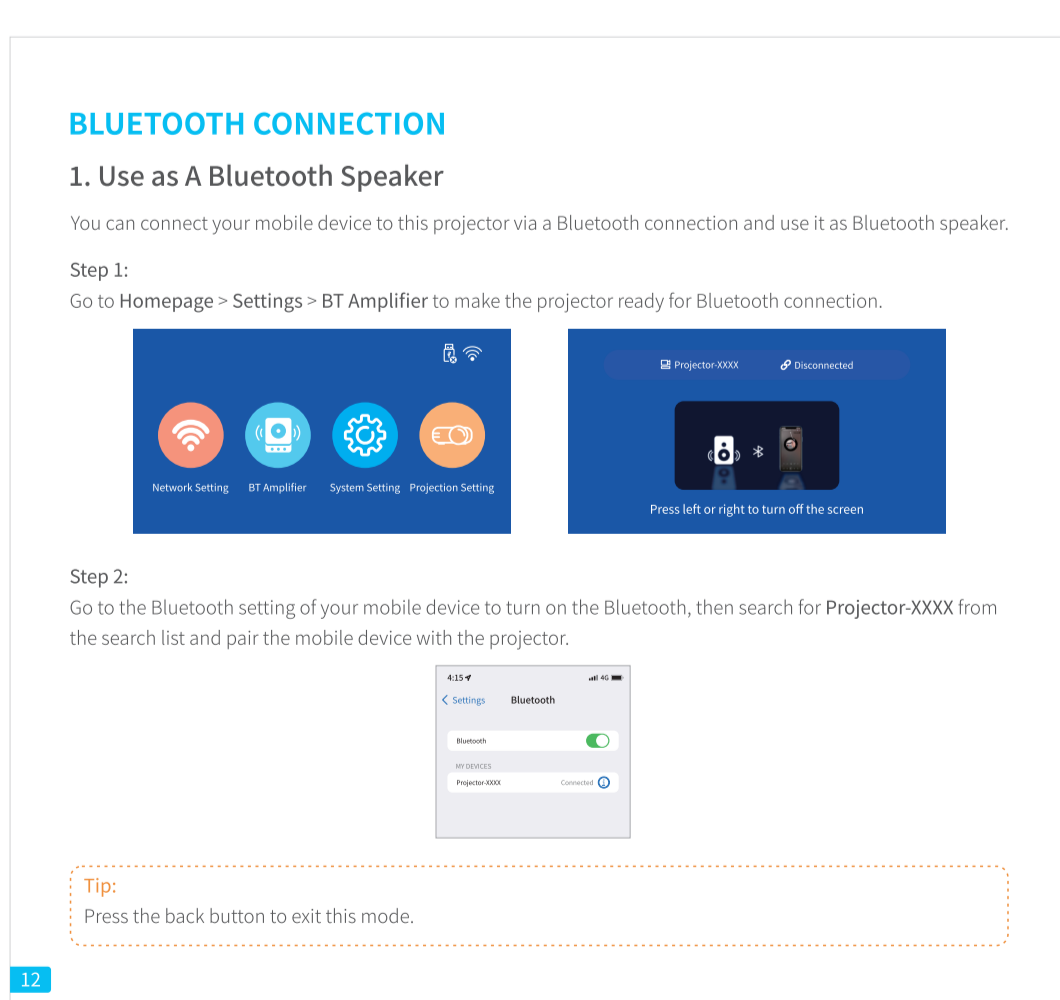 BLUETOOTH CONNECTION
1. Use as A Bluetooth Speaker
You can connect your mobile device to this projector via a Bluetooth connection and use it as Bluetooth speaker.
Step 1:
Go to Homepage > Settings > BT Amplifier to make the projector ready for Bluetooth connection.
Network Setting BT Amplifier System Setting Projection Setting
Projector-XXXX Disconnected
Press left or right to turn off the screen
Step 2:
Go to the Bluetooth setting of your mobile device to turn on the Bluetooth, then search for Projector-XXXX from
the search list and pair the mobile device with the projector.
4:15 4G
Settings Bluetooth
Bluetooth
MY DEVICES
Projector-XXXX Connected
Tip:
Press the back button to exit this mode.
12